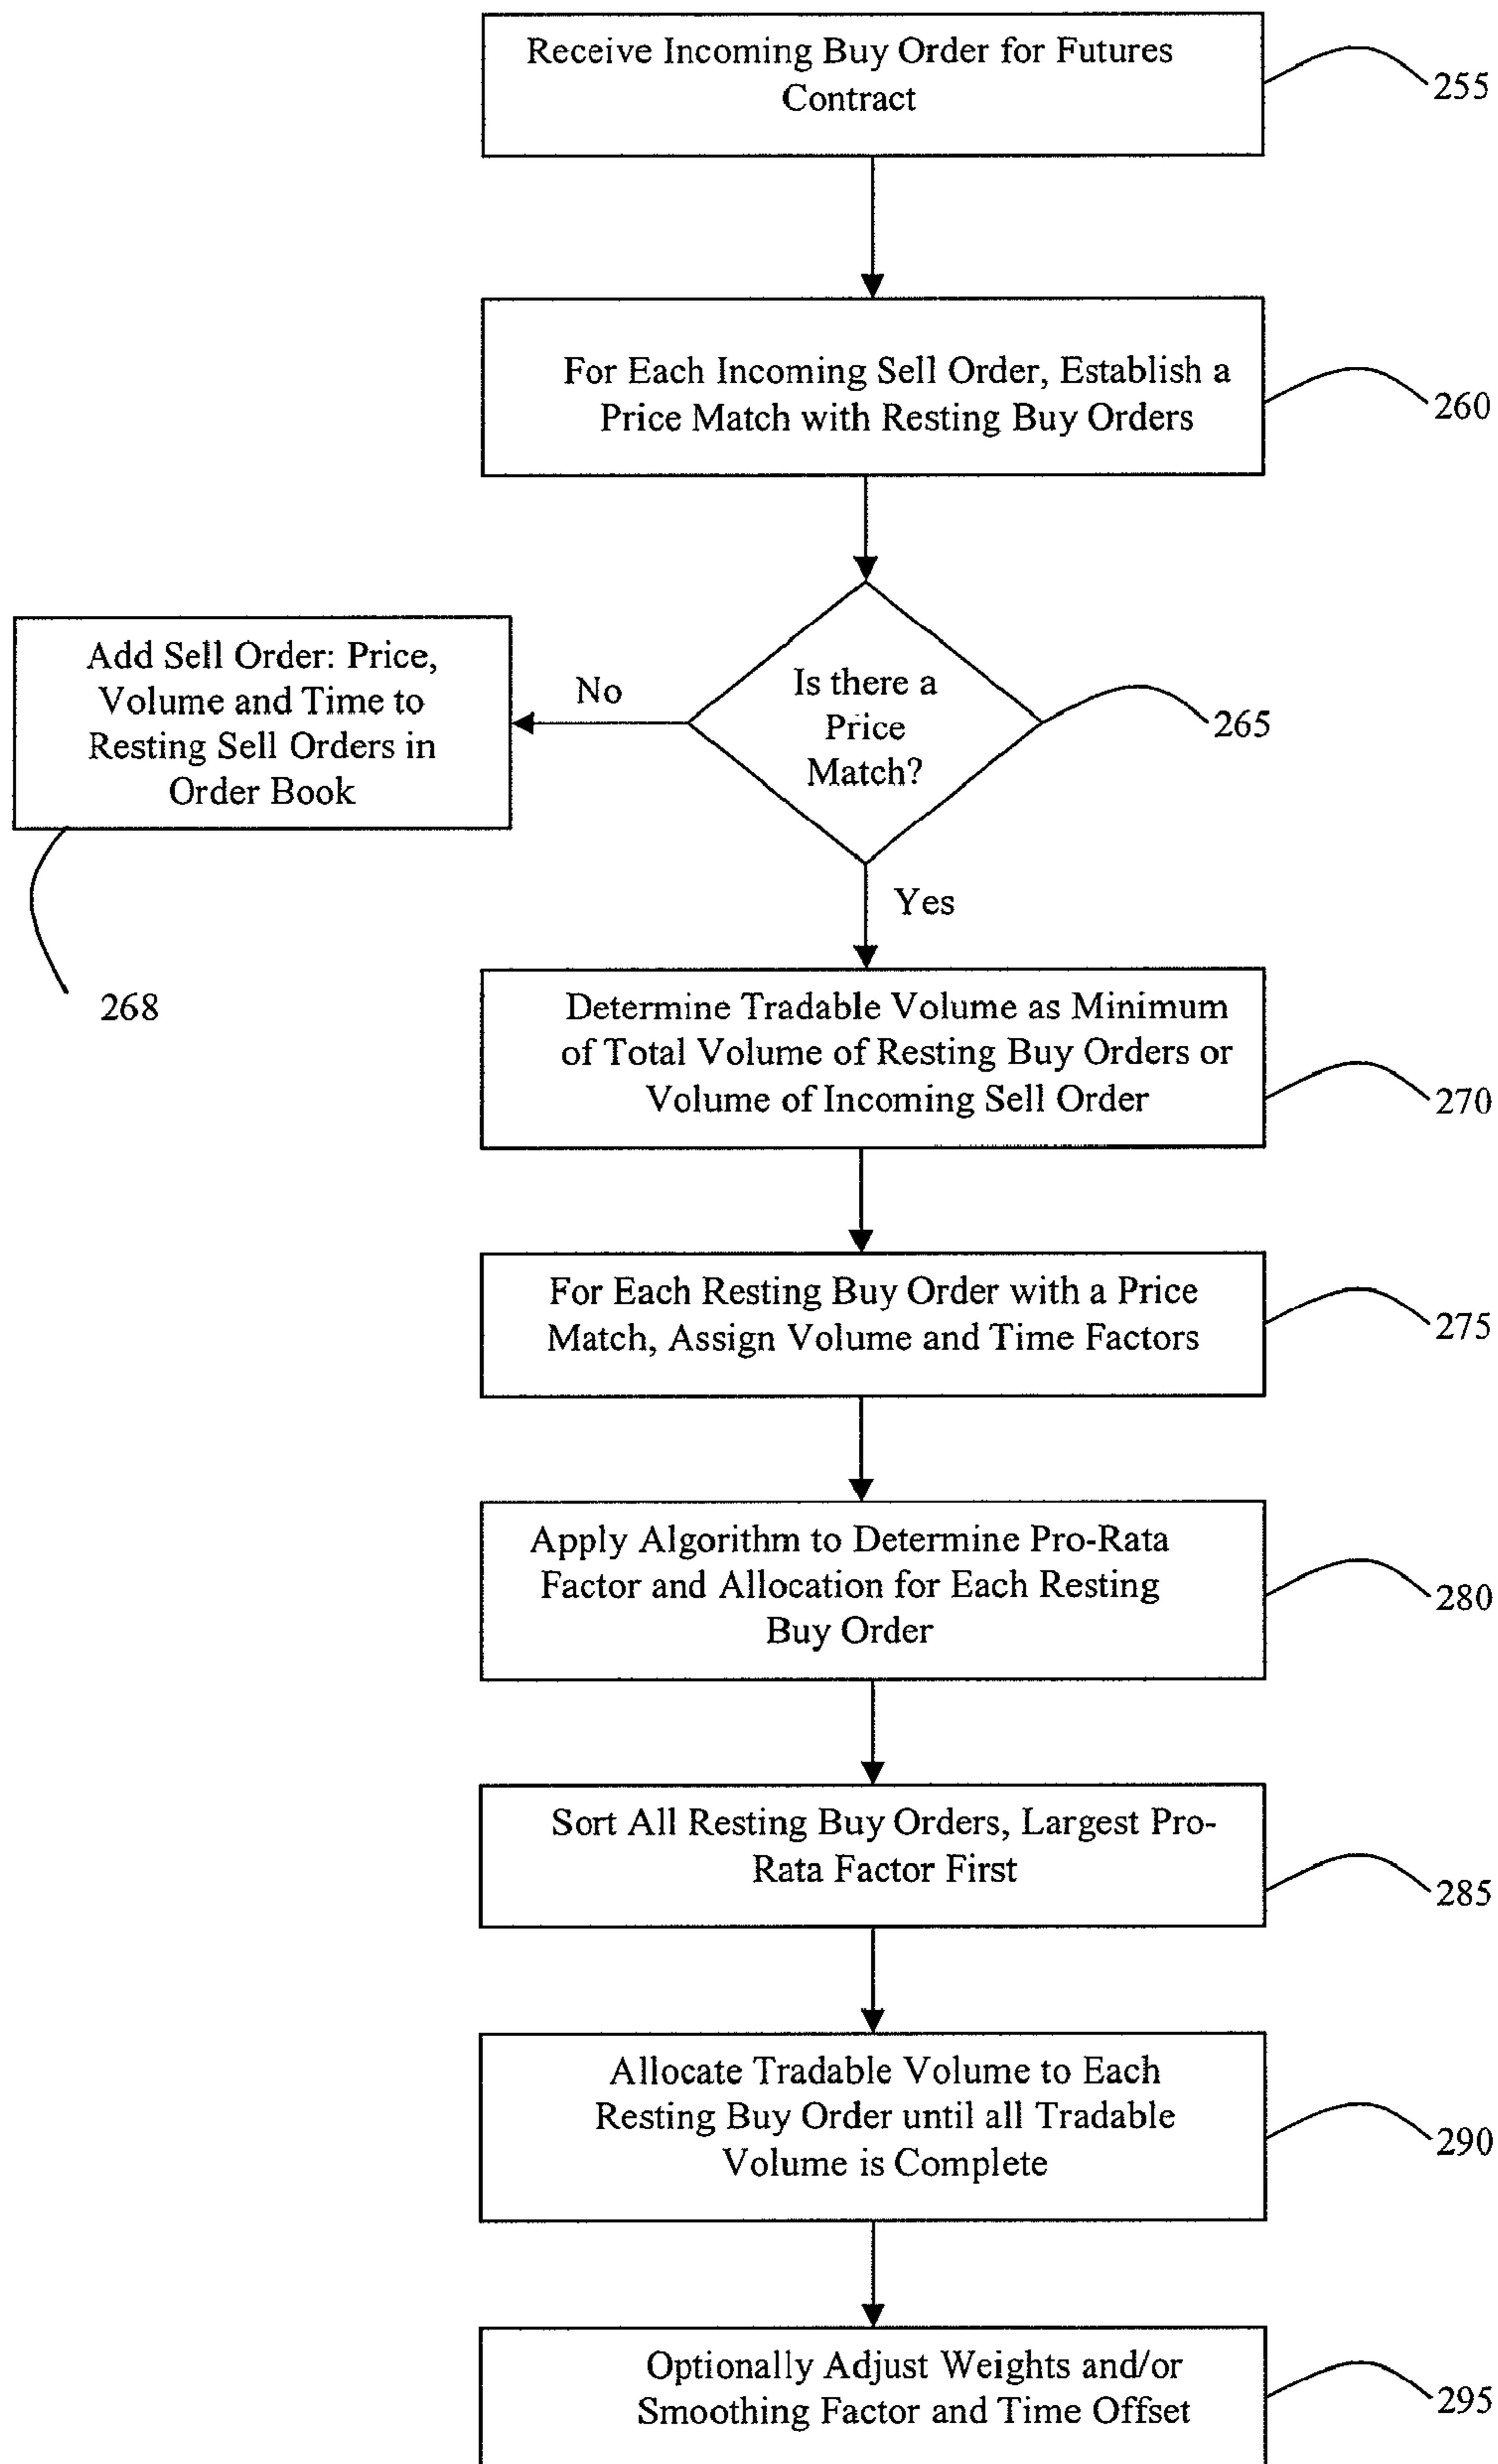 Receive Incoming Buy Order for Futures
Contract
255
For Each Incoming Sell Order, Establish a
Price Match with Resting Buy Orders
260
Is there a
Price
Match?
265
No
Add Sell Order: Price,
Volume and Time to
Resting Sell Orders in
Order Book
268
Yes
Determine Tradable Volume as Minimum
of Total Volume of Resting Buy Orders or
Volume of Incoming Sell Order
270
For Each Resting Buy Order with a Price
Match, Assign Volume and Time Factors
275
Apply Algorithm to Determine Pro-Rata
Factor and Allocation for Each Resting
Buy Order
280
Sort All Resting Buy Orders, Largest Pro-
Rata Factor First
285
Allocate Tradable Volume to Each
Resting Buy Order until all Tradable
Volume is Complete
290
Optionally Adjust Weights and/or
Smoothing Factor and Time Offset
295